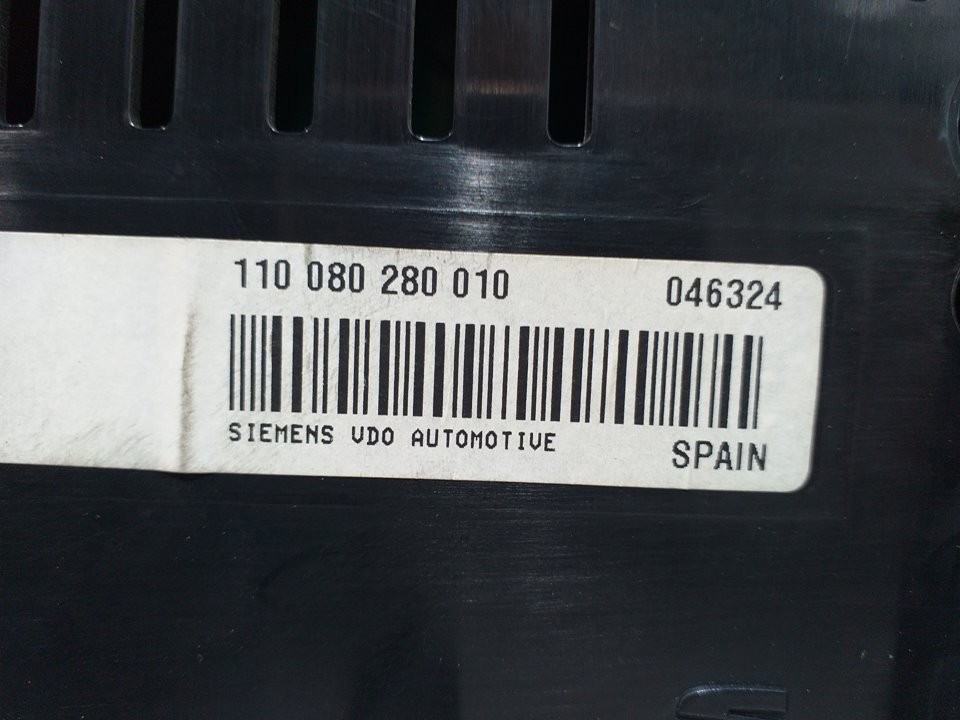 110 080 280 010 046324
SIEMENS VDO AUTOMOTIVE
SPAIN